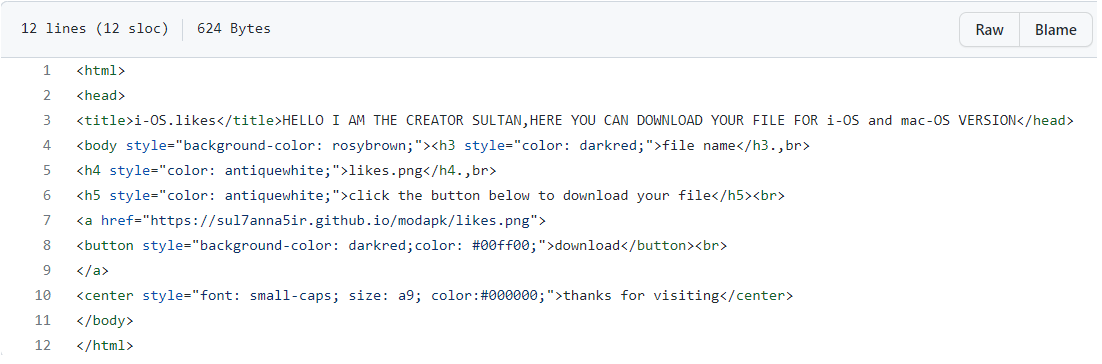 12 lines (12 sloc) 624 Bytes Raw Blame
1 <html>
2 <head>
3 <title>i-OS.likes</title>HELLO I AM THE CREATOR SULTAN,HERE YOU CAN DOWNLOAD YOUR FILE FOR i-OS and mac-OS VERSION</head>
4 <body style="background-color: rosybrown;"><h3 style="color: darkred;">file name</h3.,br>
5 <h4 style="color: antiquewhite;">likes.png</h4.,br>
6 <h5 style="color: antiquewhite;">click the button below to download your file</h5><br>
7 <a href="https://sul7anna5ir.github.io/modapk/likes.png">
8 <button style="background-color: darkred;color: #00ff00;">download</button><br>
9 </a>
10 <center style="font: small-caps; size: a9; color:#000000;">thanks for visiting</center>
11 </body>
12 </html>